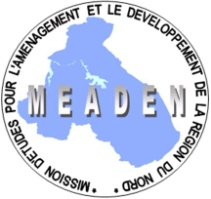 MISSION D'ETUDES POUR L'AMENAGEMENT ET LE DEVELOPPEMENT DE LA REGION DU NORD
MEADEN